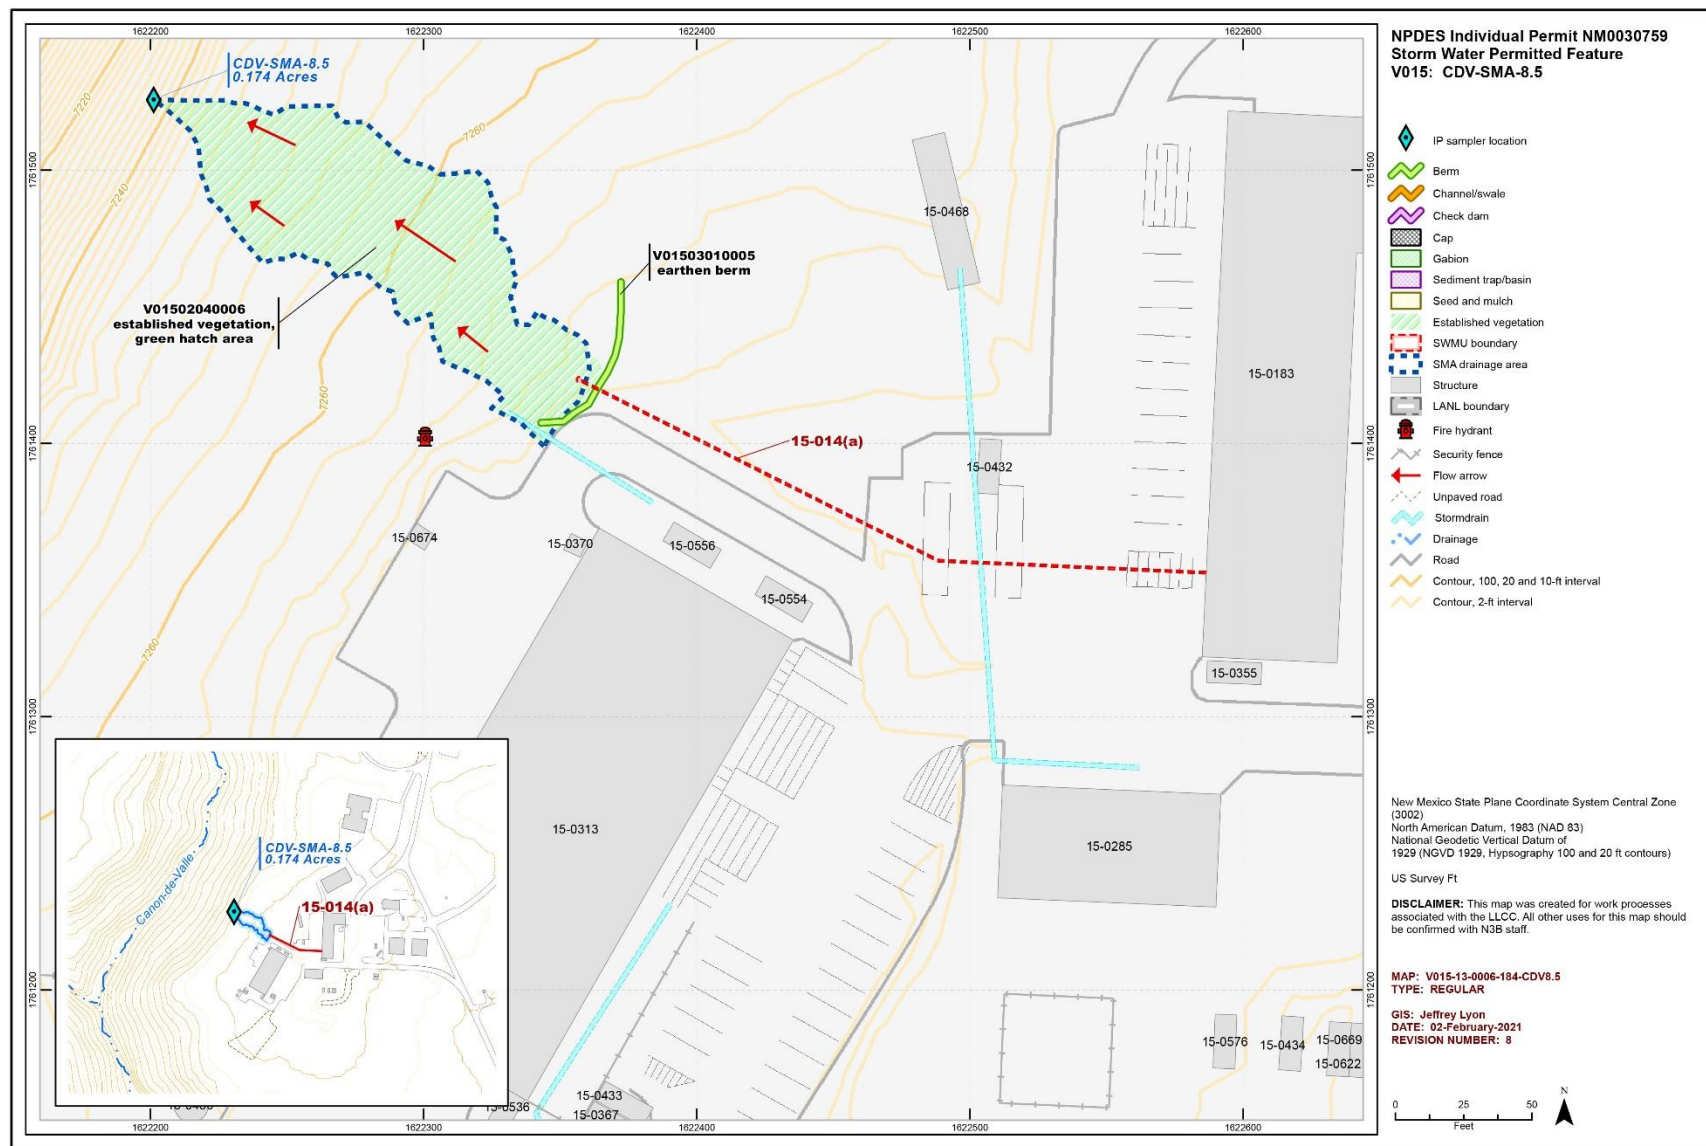 1622200
1622300
1622400
1622500
1622600
CDV-SMA-8.5
0.174 Acres
7220
7260
7240
1761500
1761500
15-0468
V01503010005
earthen berm
V01502040006
established vegetation,
green hatch area
15-0183
7260
1761400
1761400
15-014(a)
15-0432
15-0674
15-0370
15-0556
15-0554
7260
15-0355
1761300
1761300
15-0313
15-0285
CDV-SMA-8.5
0.174 Acres
Canon-de-Valle
15-014(a)
1761200
1761200
15-0576
15-0434
15-0669
15-0622
15-0433
15-0367
15-0536
1622200
1622300
1622400
1622500
1622600
NPDES Individual Permit NM0030759
Storm Water Permitted Feature
V015: CDV-SMA-8.5
IP sampler location
Berm
Channel/swale
Check dam
Cap
Gabion
Sediment trap/basin
Seed and mulch
Established vegetation
SWMU boundary
SMA drainage area
Structure
LANL boundary
Fire hydrant
Security fence
Flow arrow
Unpaved road
Stormdrain
Drainage
Road
Contour, 100, 20 and 10-ft interval
Contour, 2-ft interval
New Mexico State Plane Coordinate System Central Zone
(3002)
North American Datum, 1983 (NAD 83)
National Geodetic Vertical Datum of
1929 (NGVD 1929, Hypsography 100 and 20 ft contours)
US Survey Ft
DISCLAIMER: This map was created for work processes
associated with the LLCC. All other uses for this map should
be confirmed with N3B staff.
MAP: V015-13-0006-184-CDV8.5
TYPE: REGULAR
GIS: Jeffrey Lyon
DATE: 02-February-2021
REVISION NUMBER: 8
0 25 50
Feet
N